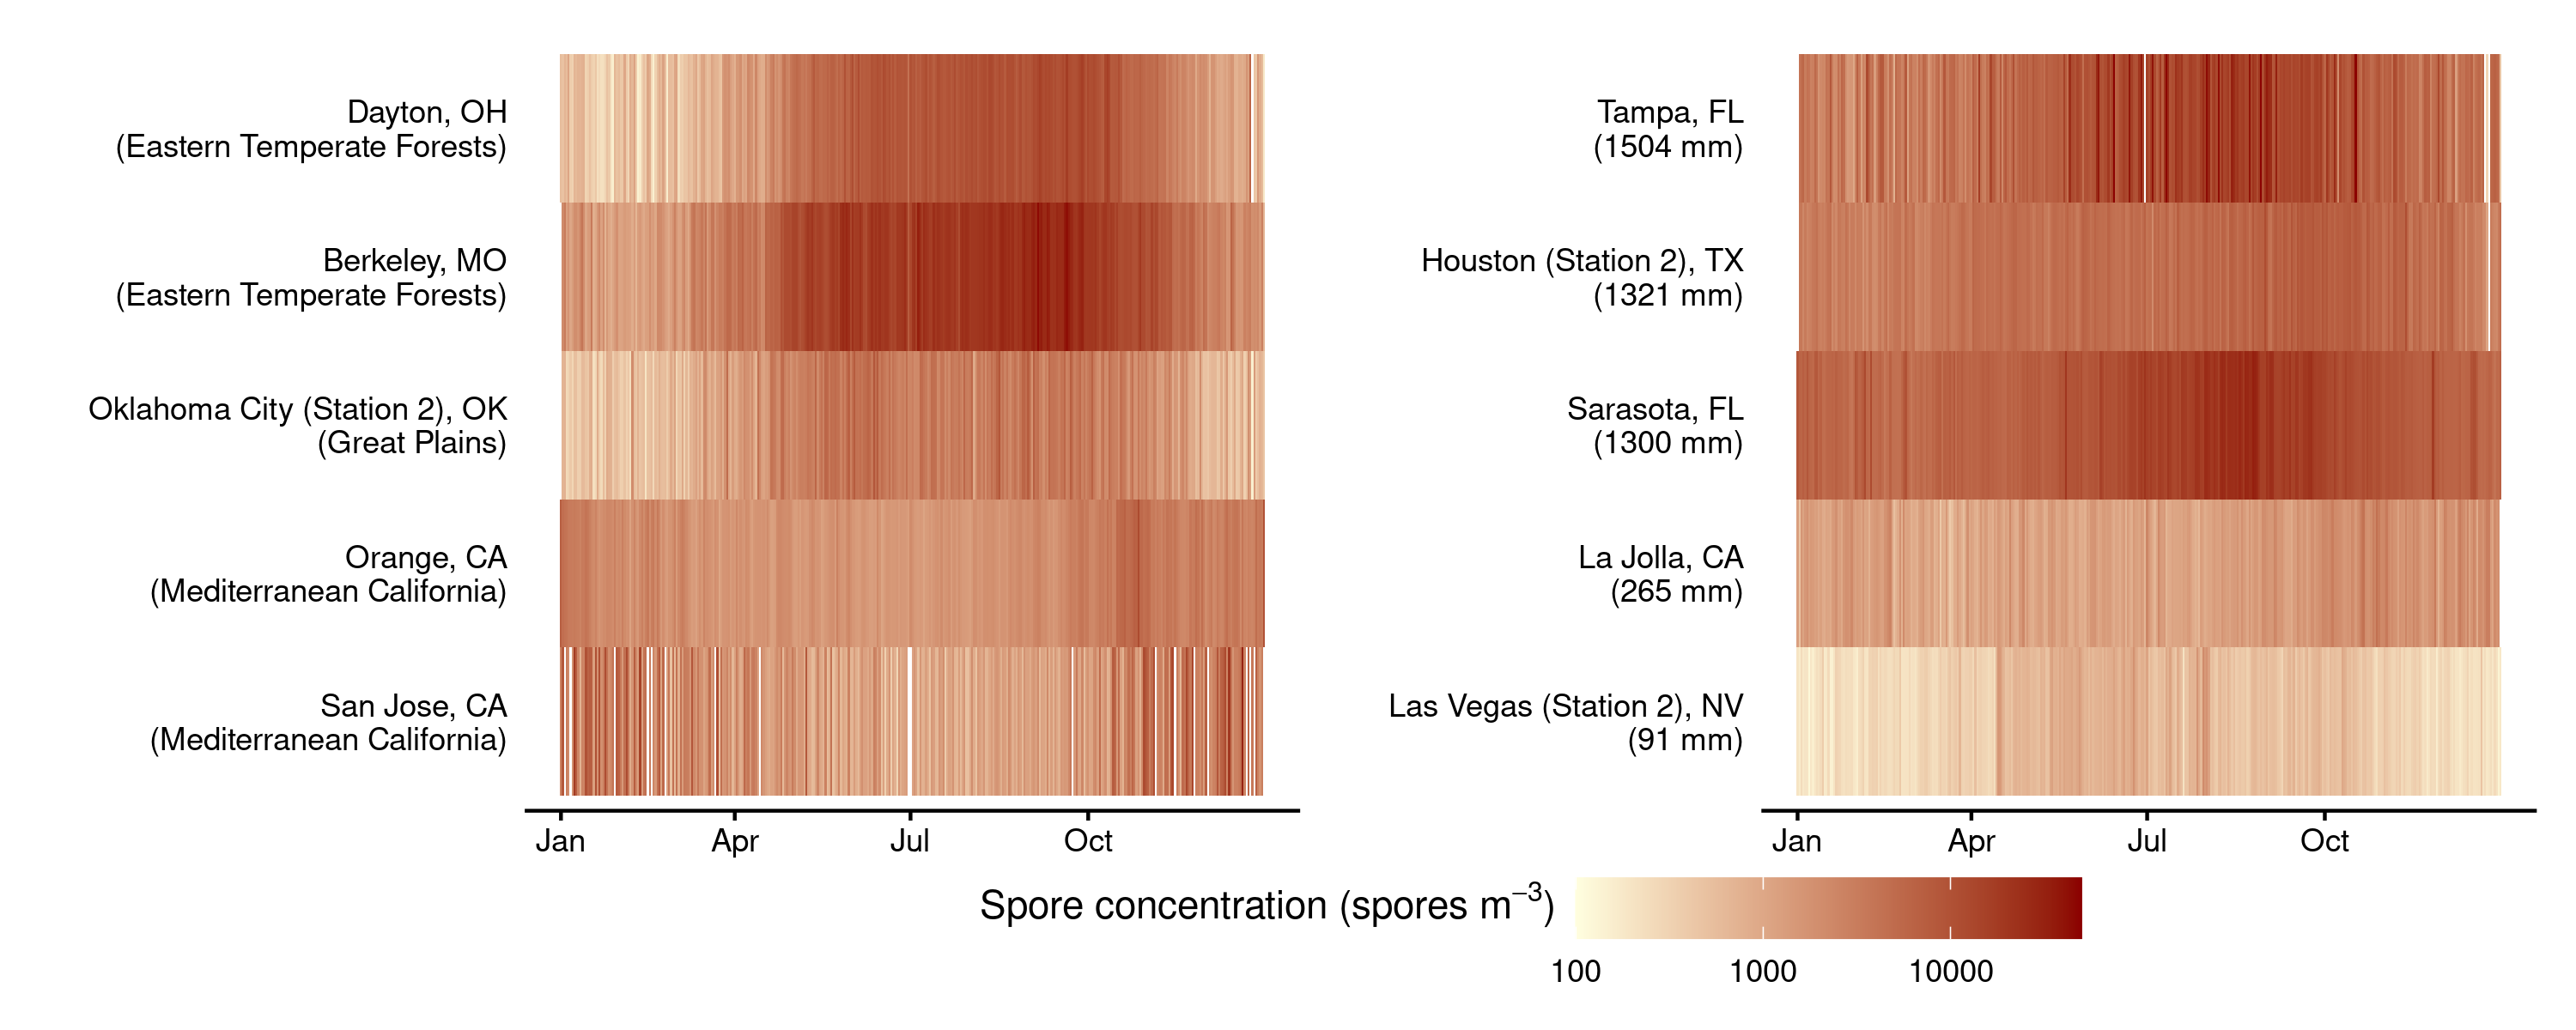 Dayton, OH
(Eastern Temperate Forests)
Berkeley, MO
(Eastern Temperate Forests)
Oklahoma City (Station 2), OK
(Great Plains)
Orange, CA
(Mediterranean California)
San Jose, CA
(Mediterranean California)
Jan Apr Jul Oct
Tampa, FL
(1504 mm)
Houston (Station 2), TX
(1321 mm)
Sarasota, FL
(1300 mm)
La Jolla, CA
(265 mm)
Las Vegas (Station 2), NV
(91 mm)
Jan Apr Jul Oct
Spore concentration (spores m⁻³)
100 1000 10000